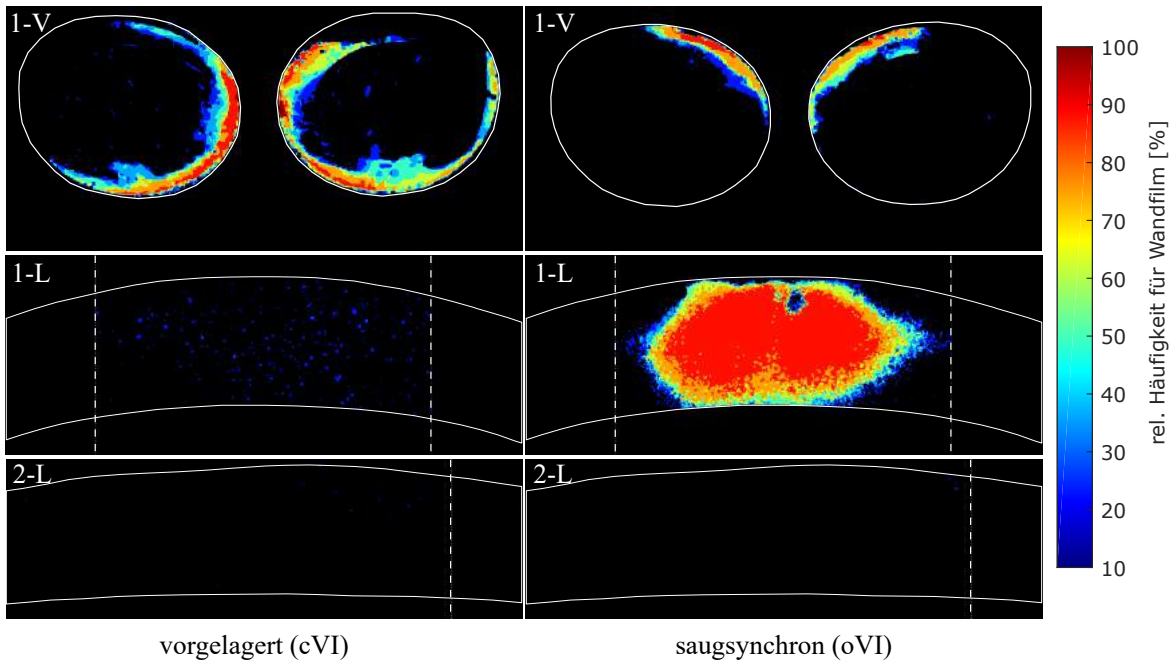 1-V
1-V
1-L
1-L
2-L
2-L
vorgelagert (cVI)
saugsynchron (oVI)
100
90
80
70
60
50
40
30
20
10
rel. Häufigkeit für Wandfilm [%]